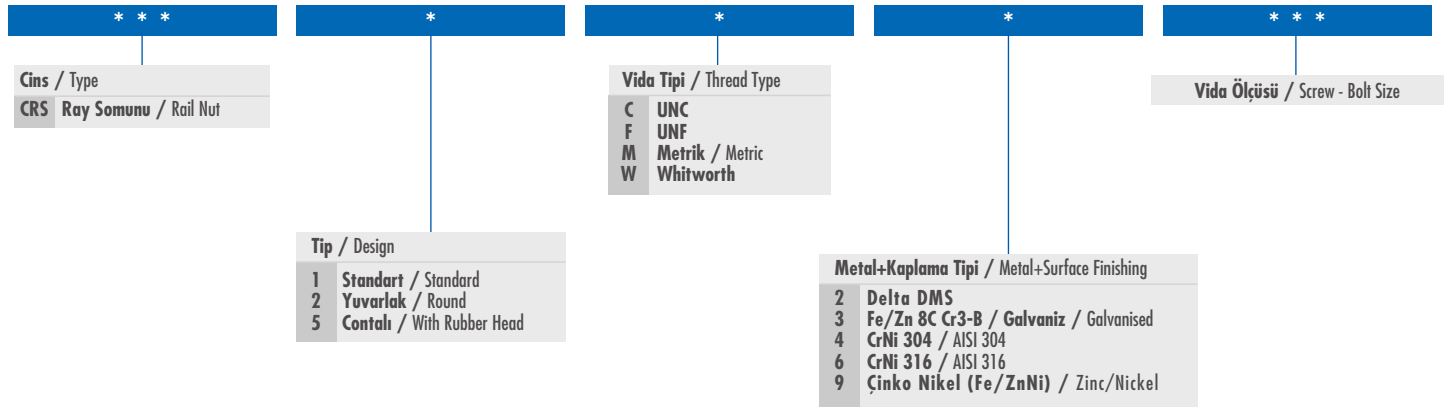 * * *
*
*
*
* * *
Cins / Type
CRS Ray Somunu / Rail Nut
Tip / Design
1 Standart / Standard
2 Yuvarlak / Round
5 Contalı / With Rubber Head
Vida Tipi / Thread Type
C UNC
F UNF
M Metrik / Metric
W Whitworth
Metal+Kaplama Tipi / Metal+Surface Finishing
2 Delta DMS
3 Fe/Zn 8C Cr3-B / Galvaniz / Galvanised
4 CrNi 304 / AISI 304
6 CrNi 316 / AISI 316
9 Çinko Nikel (Fe/ZnNi) / Zinc/Nickel
Vida Ölçüsü / Screw - Bolt Size